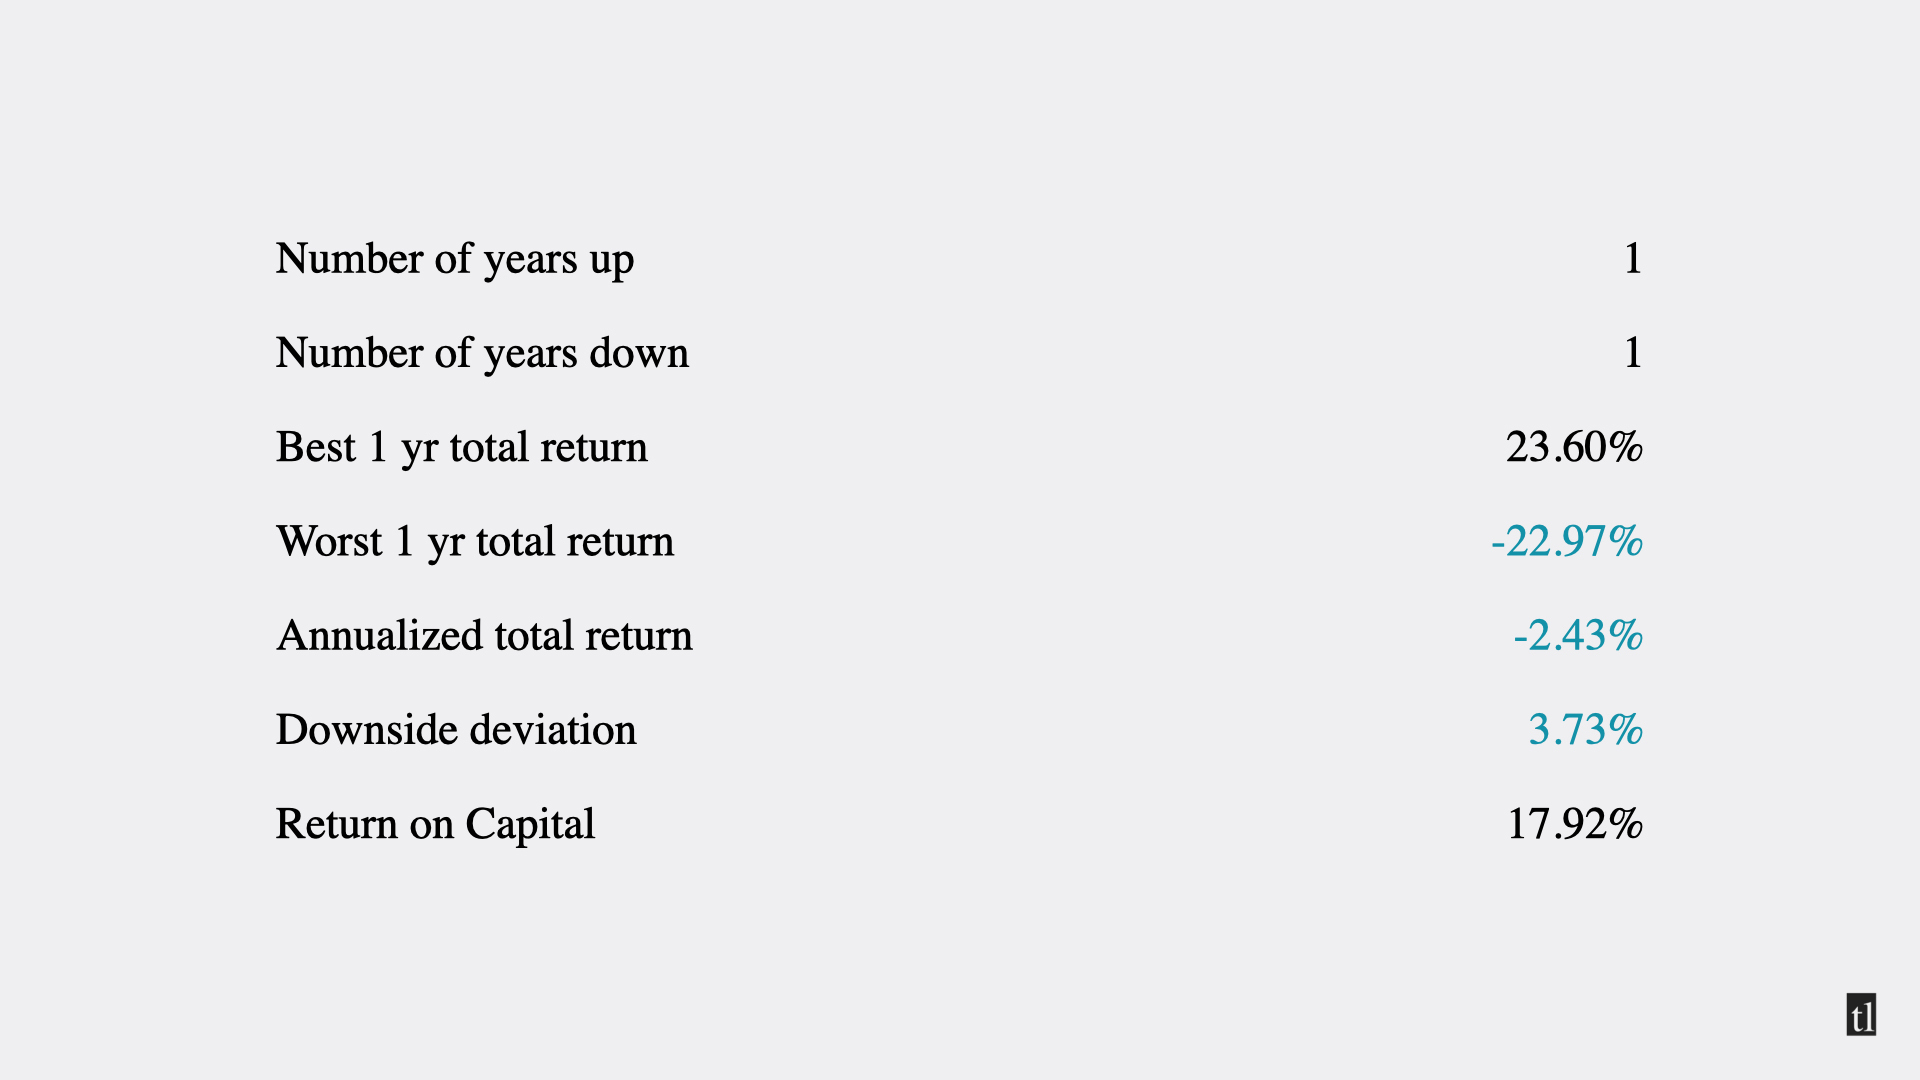 Number of years up 1
Number of years down 1
Best 1 yr total return 23.60%
Worst 1 yr total return -22.97%
Annualized total return -2.43%
Downside deviation 3.73%
Return on Capital 17.92%
tl